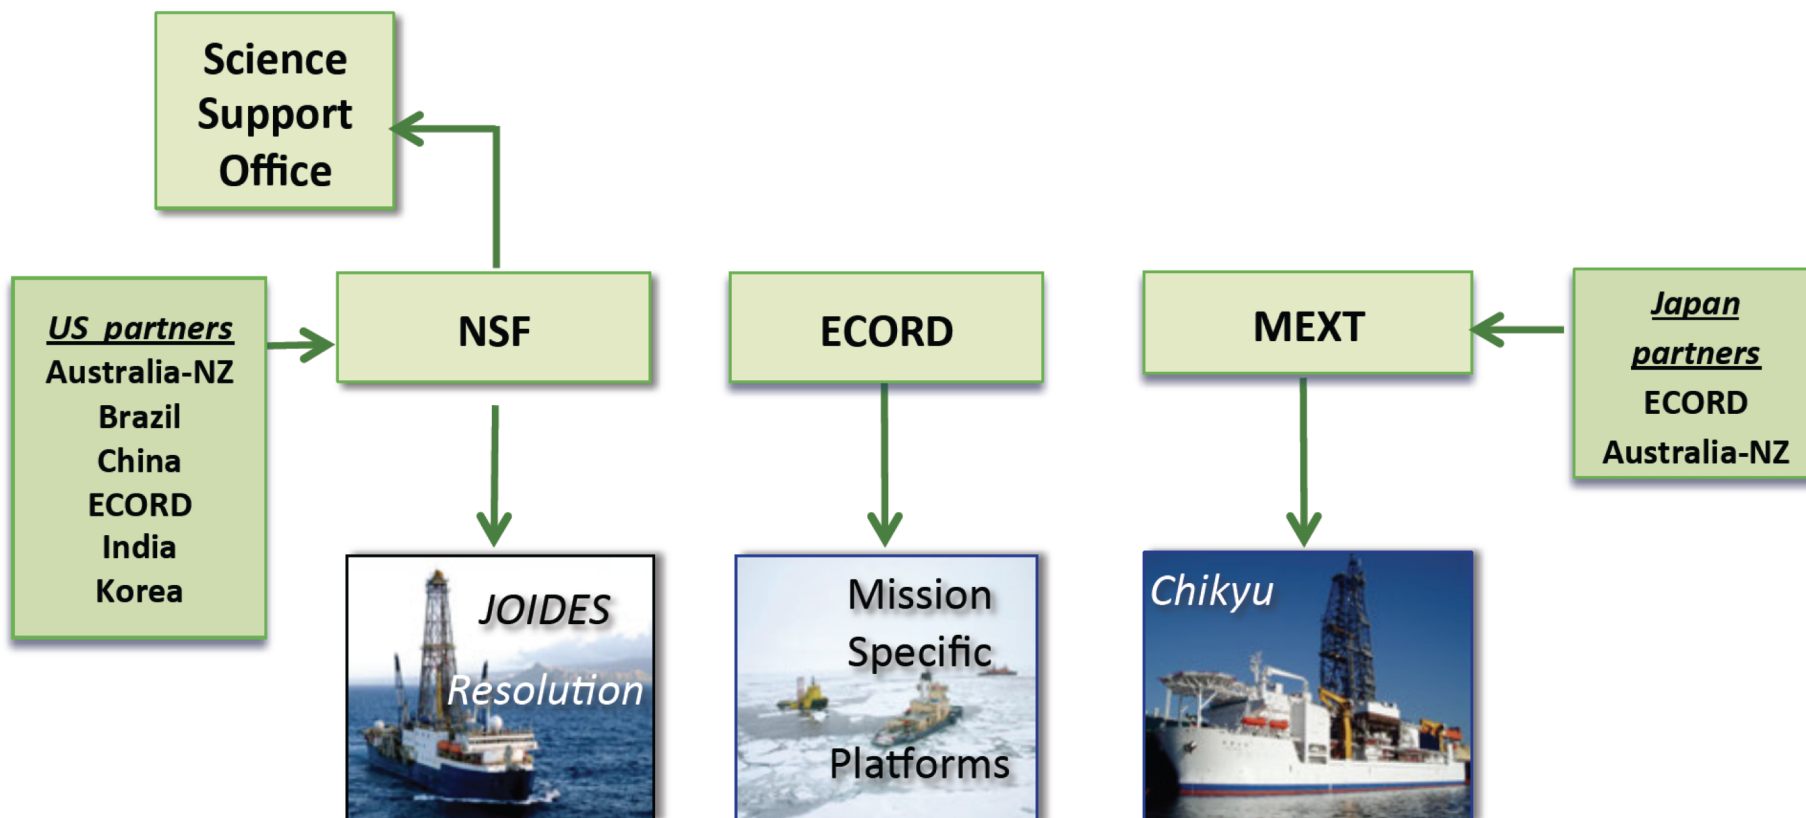 Science
Support
Office
US partners
Australia-NZ
Brazil
China
ECORD
India
Korea
NSF
ECORD
MEXT
Japan
partners
ECORD
Australia-NZ
JOIDES
Resolution
Mission
Specific
Platforms
Chikyu